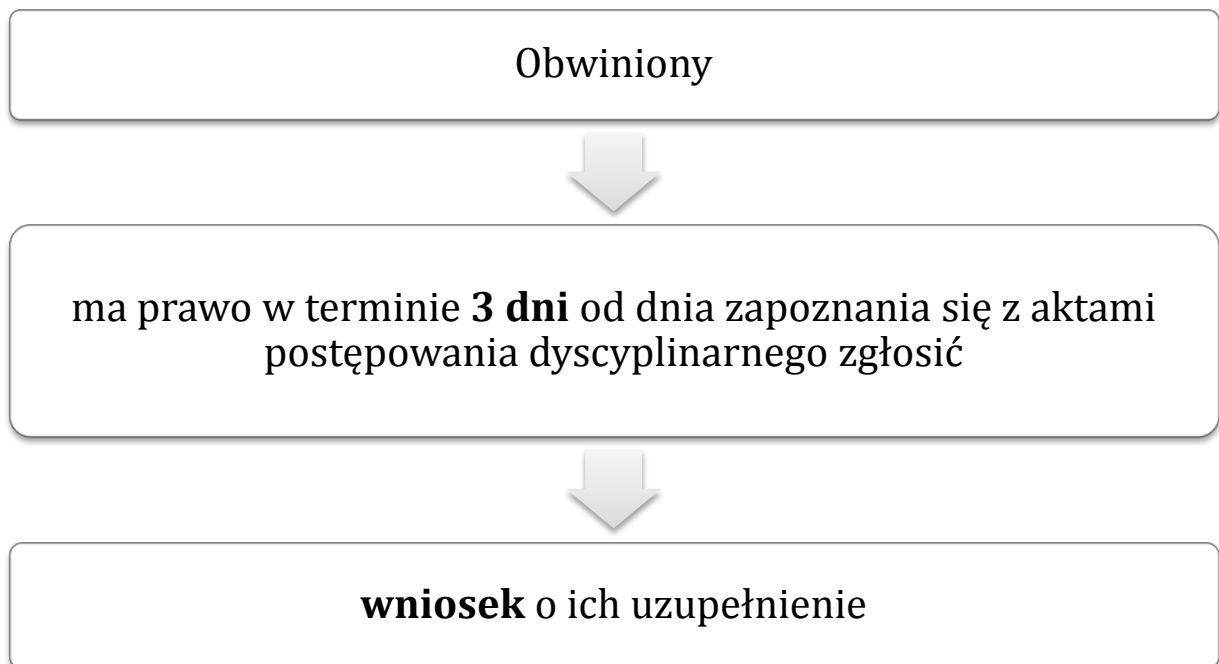 Obwiniony
ma prawo w terminie 3 dni od dnia zapoznania się z aktami
postępowania dyscyplinarnego zgłosić
wniosek o ich uzupełnienie